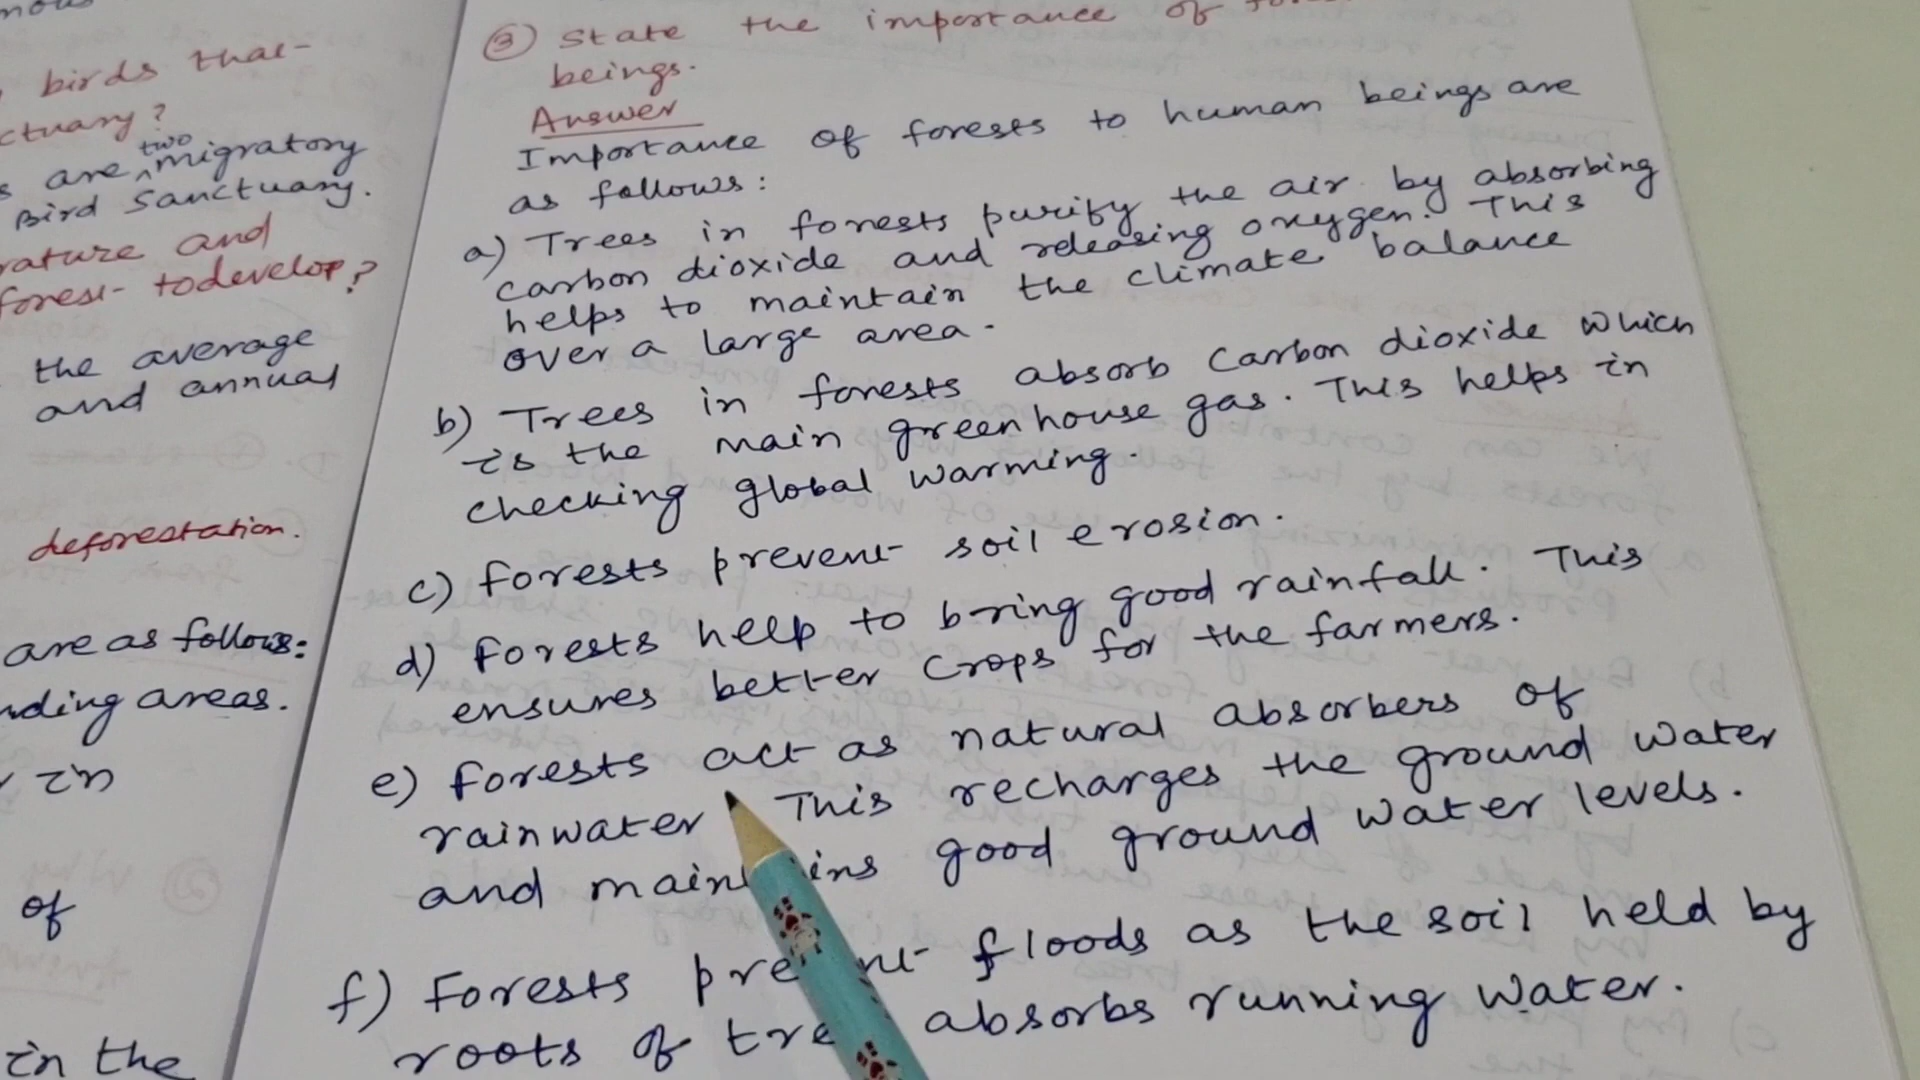 birds that
ctuary?
two
are migratory
Bird Sanctuary.
rature and
forest to develop?
the average
and annual
deforestation.
are as follows:
nding areas.
in
of
in the
③ State the importance of
beings.
Answer
Importance of forests to human beings are
as follows:
a) Trees in forests purify the air by absorbing
carbon dioxide and releasing oxygen. This
helps to maintain the climate balance
over a large area.
b) Trees in forests absorb carbon dioxide which
is the main greenhouse gas. This helps in
checking global warming.
c) Forests prevent soil erosion.
d) Forests help to bring good rainfall. This
ensures better crops for the farmers.
e) Forests act as natural absorbers of
rainwater This recharges the ground water
and maintains good ground water levels.
f) Forests prevent floods as the soil held by
roots of tre absorbs running water.